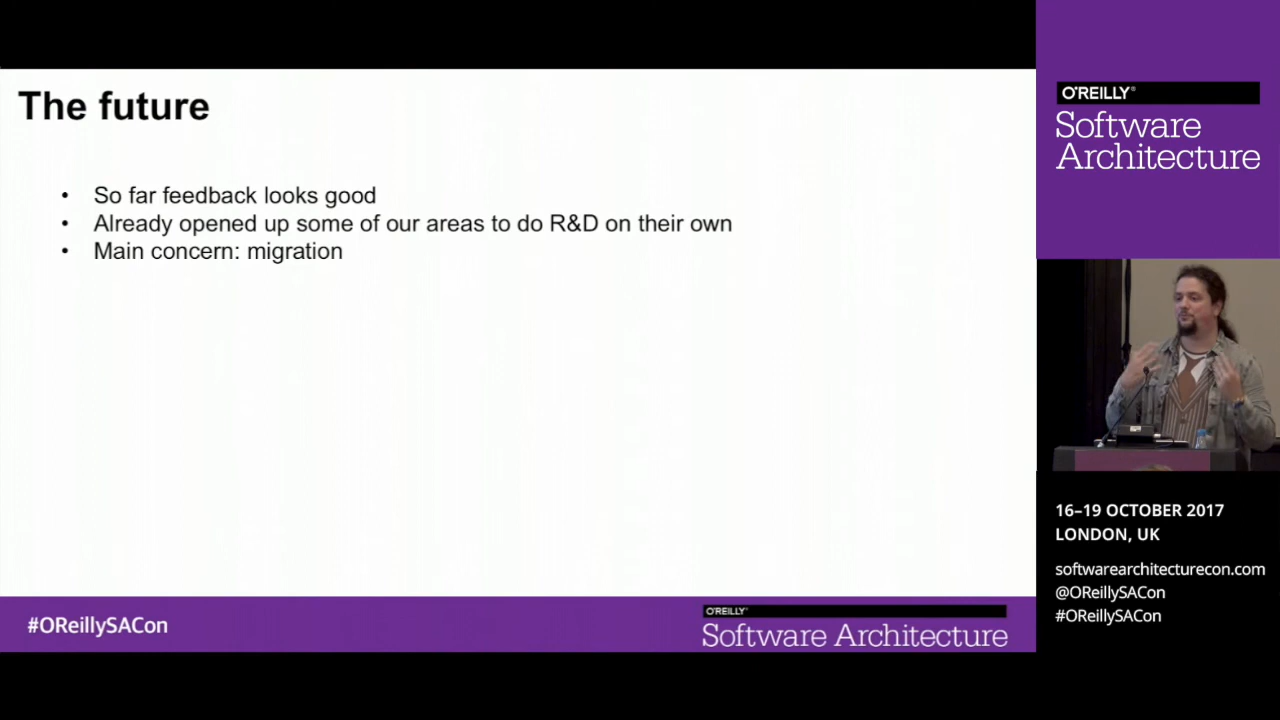 The future
• So far feedback looks good
• Already opened up some of our areas to do R&D on their own
• Main concern: migration
#OReillySACon
O'REILLY®
Software Architecture
O'REILLY®
Software
Architecture
16–19 OCTOBER 2017
LONDON, UK
softwarearchitecturecon.com
@OReillySACon
#OReillySACon